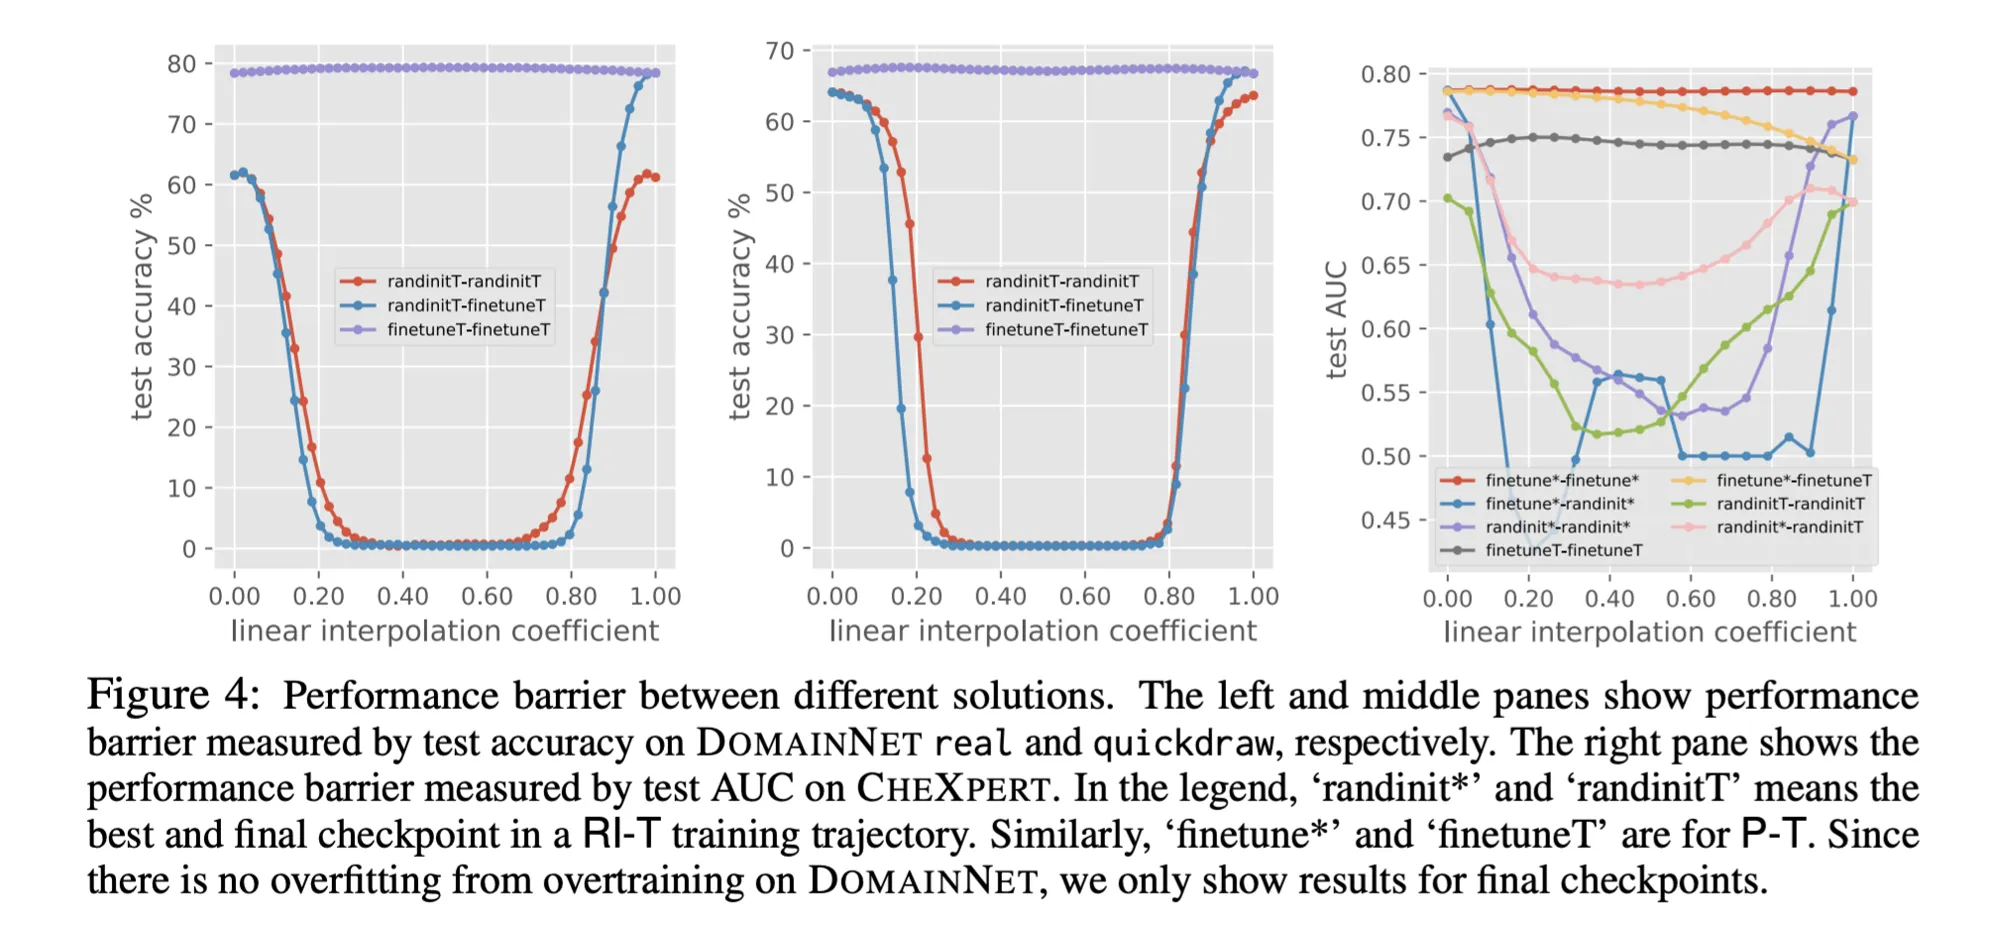 80
70
60
50
40
30
20
10
0
test accuracy %
randinitT-randinitT
randinitT-finetuneT
finetuneT-finetuneT
0.00 0.20 0.40 0.60 0.80 1.00
linear interpolation coefficient
70
60
50
40
30
20
10
0
test accuracy %
randinitT-randinitT
randinitT-finetuneT
finetuneT-finetuneT
0.00 0.20 0.40 0.60 0.80 1.00
linear interpolation coefficient
0.80
0.75
0.70
0.65
0.60
0.55
0.50
0.45
test AUC
finetune*-finetune*
finetune*-randinit*
randinit*-randinit*
finetuneT-finetuneT
finetune*-finetuneT
randinitT-randinitT
randinit*-randinitT
0.00 0.20 0.40 0.60 0.80 1.00
linear interpolation coefficient
Figure 4: Performance barrier between different solutions. The left and middle panes show performance
barrier measured by test accuracy on DOMAINNET real and quickdraw, respectively. The right pane shows the
performance barrier measured by test AUC on CHEXPERT. In the legend, ‘randinit*’ and ‘randinitT’ means the
best and final checkpoint in a RI-T training trajectory. Similarly, ‘finetune*’ and ‘finetuneT’ are for P-T. Since
there is no overfitting from overtraining on DOMAINNET, we only show results for final checkpoints.